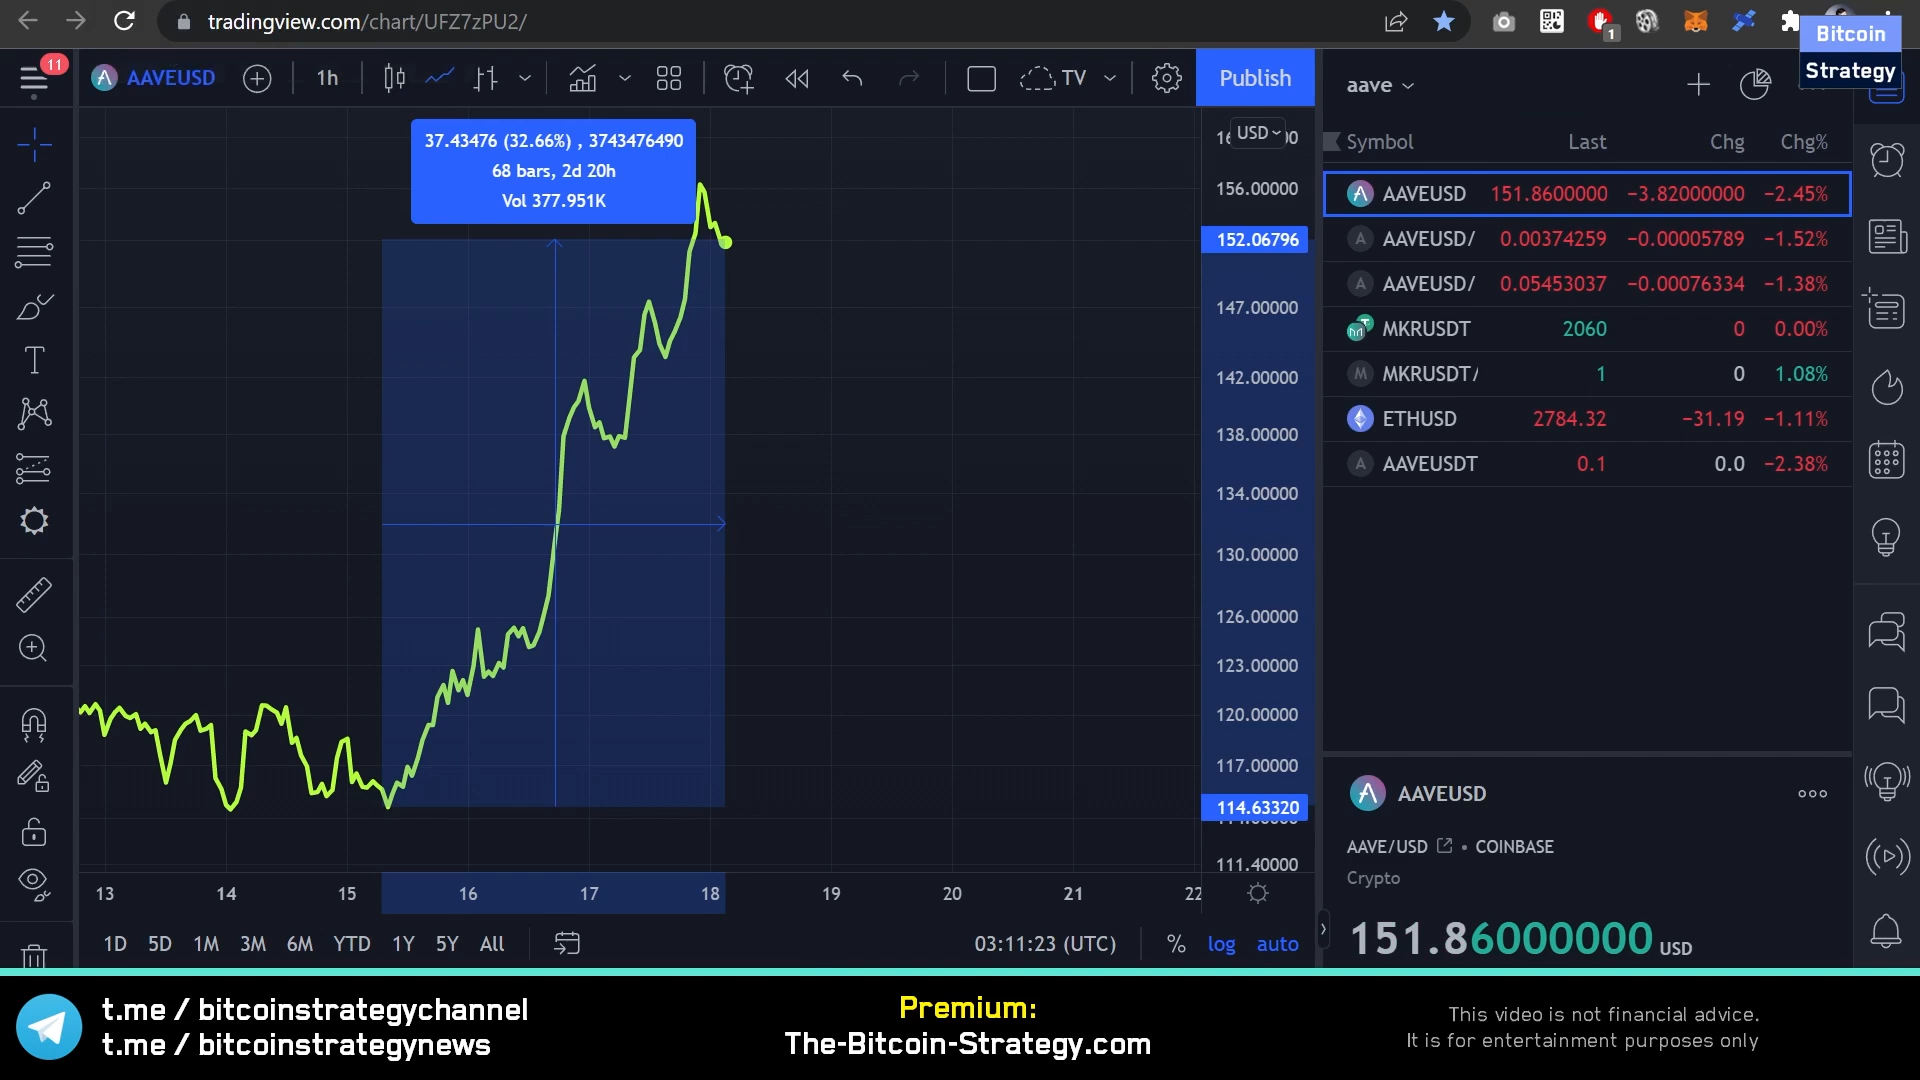 tradingview.com/chart/UFZ7zPU2/
1
Bitcoin
Strategy
11
AAVEUSD
1h
TV
Publish
aave
37.43476 (32.66%) , 3743476490
68 bars, 2d 20h
Vol 377.951K
USD
156.00000
152.06796
147.00000
142.00000
138.00000
134.00000
130.00000
126.00000
123.00000
120.00000
117.00000
114.63320
111.40000
Symbol Last Chg Chg%
AAVEUSD 151.8600000 −3.82000000 −2.45%
AAVEUSD/ 0.00374259 −0.00005789 −1.52%
AAVEUSD/ 0.05453037 −0.00076334 −1.38%
MKRUSDT 2060 0 0.00%
MKRUSDT/ 1 0 1.08%
ETHUSD 2784.32 −31.19 −1.11%
AAVEUSDT 0.1 0.0 −2.38%
AAVEUSD
AAVE/USD • COINBASE
Crypto
151.86000000 USD
13 14 15 16 17 18 19 20 21 22
1D 5D 1M 3M 6M YTD 1Y 5Y All
03:11:23 (UTC) % log auto
t.me / bitcoinstrategychannel
t.me / bitcoinstrategynews
Premium:
The-Bitcoin-Strategy.com
This video is not financial advice.
It is for entertainment purposes only